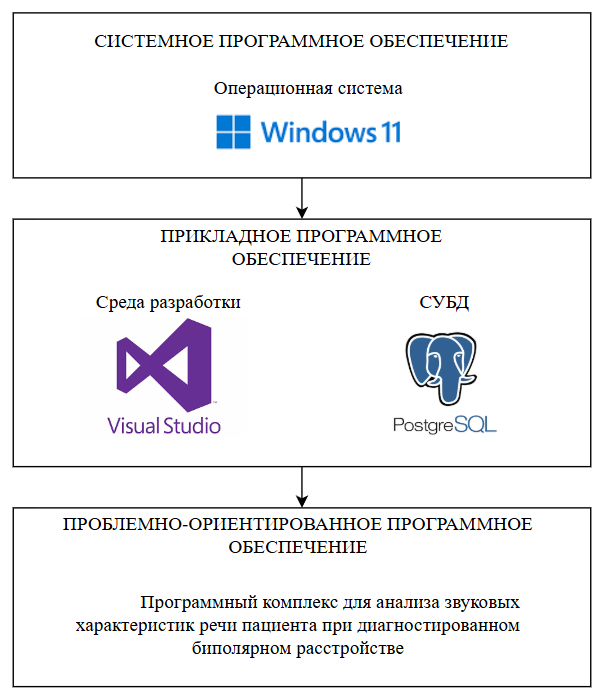 СИСТЕМНОЕ ПРОГРАММНОЕ ОБЕСПЕЧЕНИЕ
Операционная система
Windows 11
ПРИКЛАДНОЕ ПРОГРАММНОЕ
ОБЕСПЕЧЕНИЕ
Среда разработки
Visual Studio
СУБД
PostgreSQL
ПРОБЛЕМНО-ОРИЕНТИРОВАННОЕ ПРОГРАММНОЕ
ОБЕСПЕЧЕНИЕ
Программный комплекс для анализа звуковых
характеристик речи пациента при диагностированном
биполярном расстройстве